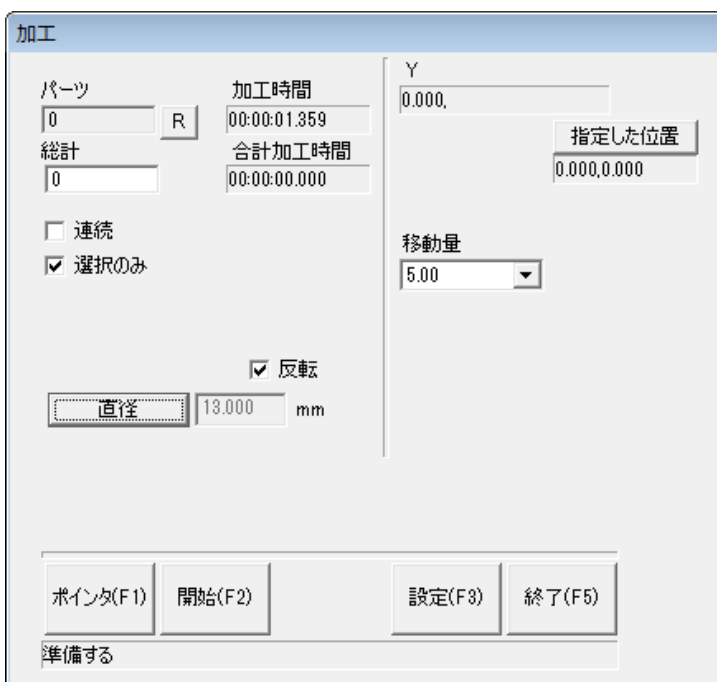 加工
パーツ
0
R
加工時間
00:00:01.359
総計
0
合計加工時間
00:00:00.000
連続
選択のみ
反転
直径
13.000
mm
Y
0.000,
指定した位置
0.000,0.000
移動量
5.00
ポインタ(F1)
開始(F2)
設定(F3)
終了(F5)
準備する